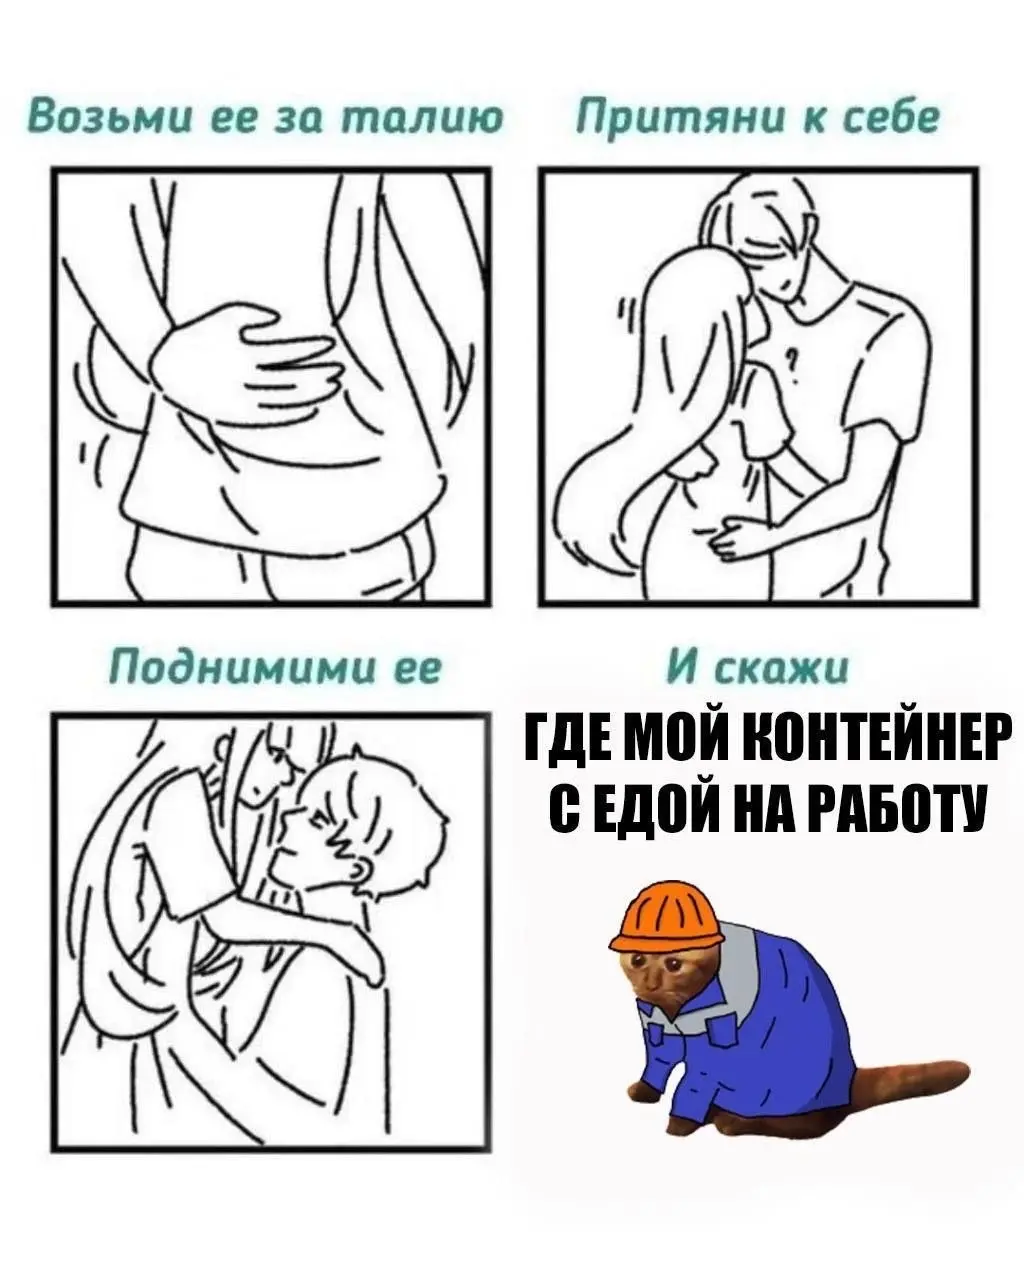 Возьми ее за талию
Притяни к себе
?
Поднимими ее
И скажи
ГДЕ МОЙ КОНТЕЙНЕР
С ЕДОЙ НА РАБОТУ